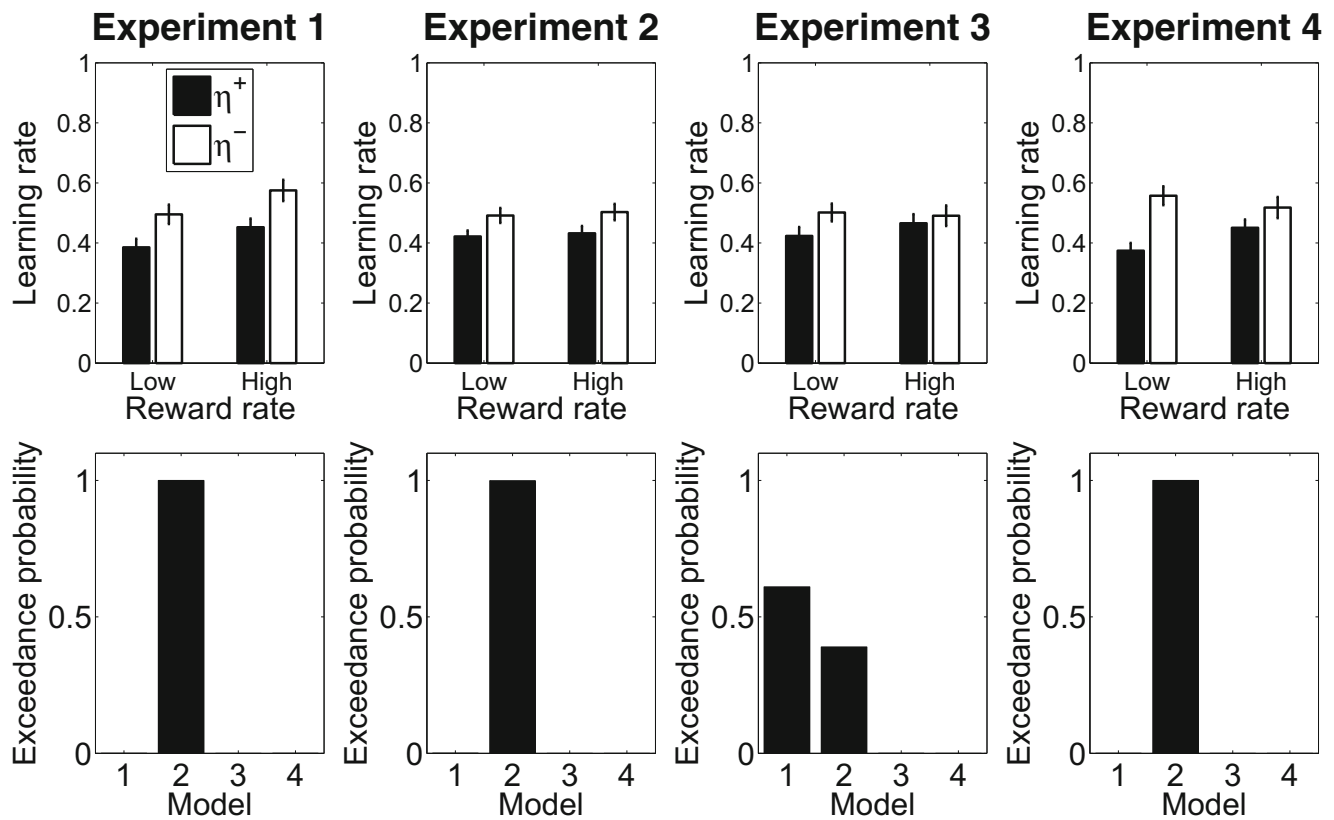 Experiment 1
Experiment 2
Experiment 3
Experiment 4
Learning rate
1
0.8
0.6
0.4
0.2
0
η+
η−
Low
High
Reward rate
Learning rate
1
0.8
0.6
0.4
0.2
0
Low
High
Reward rate
Learning rate
1
0.8
0.6
0.4
0.2
0
Low
High
Reward rate
Learning rate
1
0.8
0.6
0.4
0.2
0
Low
High
Reward rate
Exceedance probability
1
0.5
0
1 2 3 4
Model
Exceedance probability
1
0.5
0
1 2 3 4
Model
Exceedance probability
1
0.5
0
1 2 3 4
Model
Exceedance probability
1
0.5
0
1 2 3 4
Model